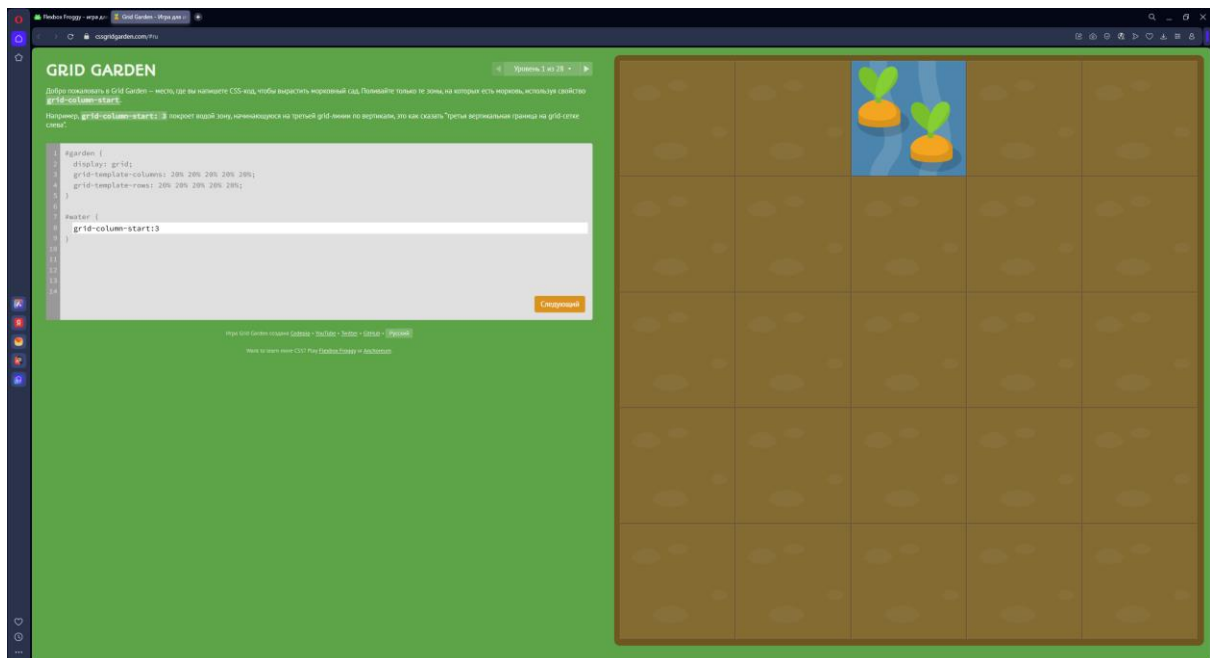 Flexbox Froggy - игра для
Grid Garden - Игра для
cssgridgarden.com/#ru
GRID GARDEN
Уровень 1 из 28
Добро пожаловать в Grid Garden — место, где вы напишете CSS-код, чтобы вырастить морковный сад. Поливайте только те зоны, на которых есть морковь, используя свойство
grid-column-start.
Например, grid-column-start: 3 покроет водой зону, начинающуюся на третьей grid-линии по вертикали, это как сказать "третья вертикальная граница на grid-сетке
слева".
1 #garden {
2 display: grid;
3 grid-template-columns: 20% 20% 20% 20% 20%;
4 grid-template-rows: 20% 20% 20% 20% 20%;
5 }
6
7 #water {
8 grid-column-start:3
9 }
10
11
12
13
14
Следующий
Игра Grid Garden создана Codepip • YouTube • Twitter • GitHub • Русский
Want to learn more CSS? Play Flexbox Froggy or Anchoreum.